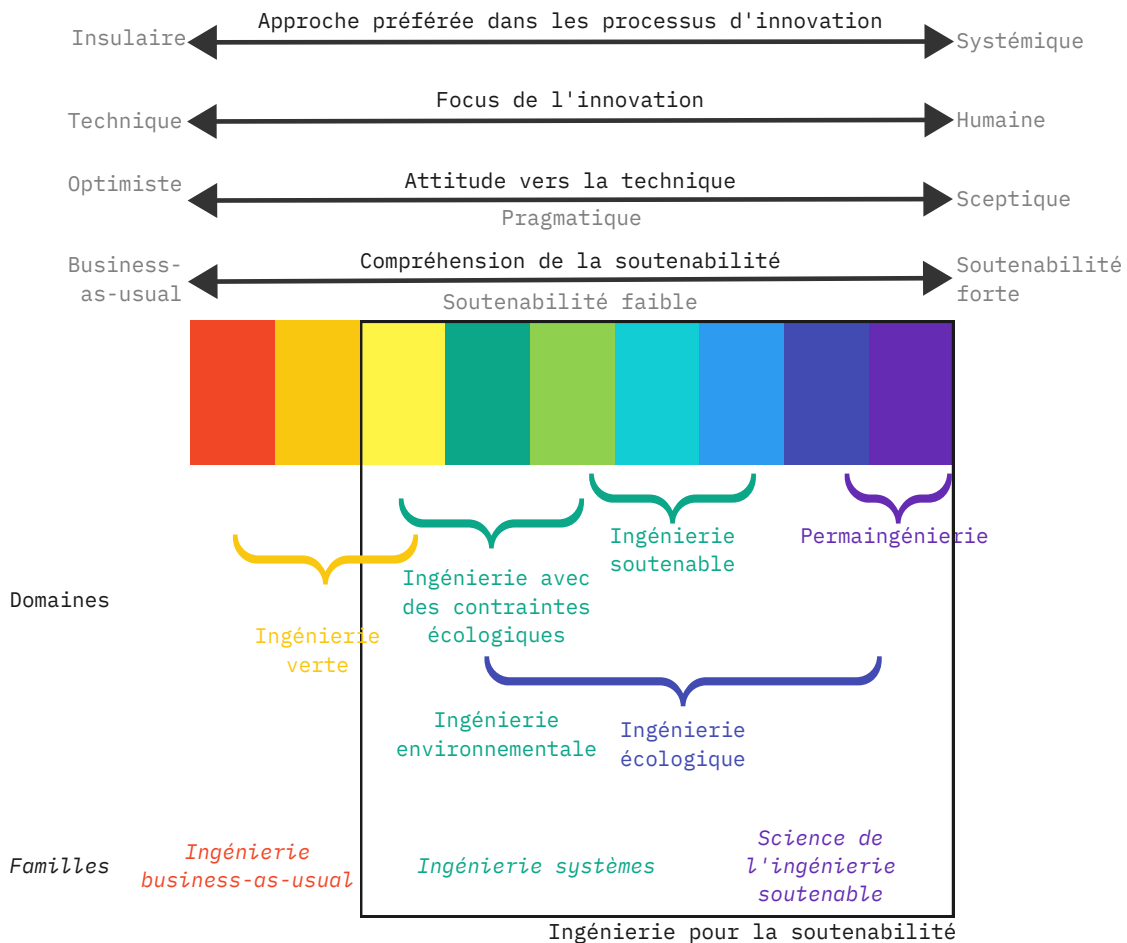 Approche préférée dans les processus d'innovation
Insulaire
Systémique
Focus de l'innovation
Technique
Humaine
Optimiste
Attitude vers la technique
Sceptique
Pragmatique
Business-
as-usual
Compréhension de la soutenabilité
Soutenabilité
forte
Soutenabilité faible
Ingénierie
soutenable
Permaingénierie
Ingénierie avec
des contraintes
écologiques
Domaines
Ingénierie
verte
Ingénierie
environnementale
Ingénierie
écologique
Familles
Ingénierie
business-as-usual
Ingénierie systèmes
Science de
l'ingénierie
soutenable
Ingénierie pour la soutenabilité